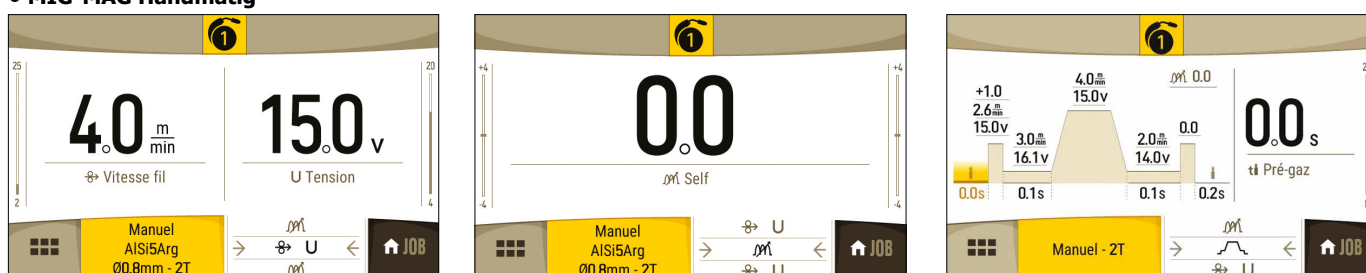 • MIG-MAG Handmatig
1
25
20
4.0 m/min
15.0 V
Vitesse fil
U Tension
2
4
Manuel
AlSi5Arg
Ø0.8mm - 2T
U
JOB
1
+4
+4
0.0
Self
-4
-4
Manuel
AlSi5Arg
Ø0.8mm - 2T
U
U
JOB
1
0.0
4.0 m/min
15.0v
+1.0
2.6 m/min
15.0v
3.0 m/min
16.1v
2.0 m/min
14.0v
0.0
0.0s
0.1s
0.1s
0.2s
0.0 s
Pré-gaz
Manuel - 2T
U
JOB